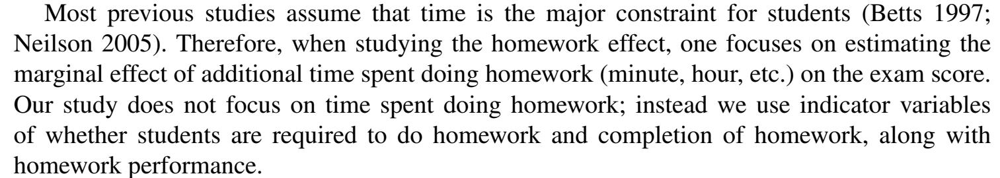 Most previous studies assume that time is the major constraint for students (Betts 1997;
Neilson 2005). Therefore, when studying the homework effect, one focuses on estimating the
marginal effect of additional time spent doing homework (minute, hour, etc.) on the exam score.
Our study does not focus on time spent doing homework; instead we use indicator variables
of whether students are required to do homework and completion of homework, along with
homework performance.